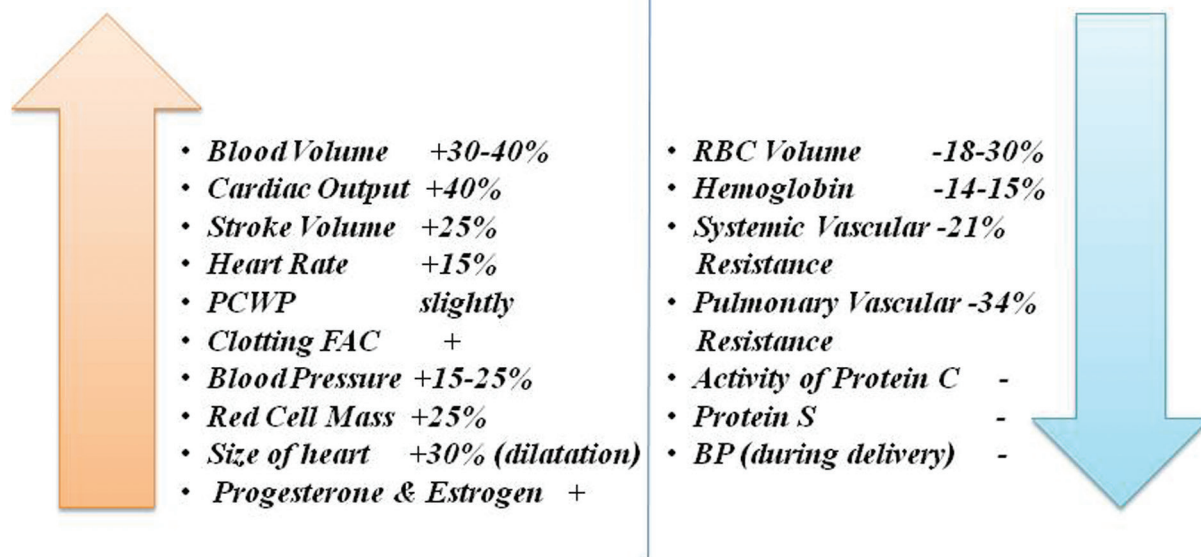 • Blood Volume +30-40%
• Cardiac Output +40%
• Stroke Volume +25%
• Heart Rate +15%
• PCWP slightly
• Clotting FAC +
• Blood Pressure +15-25%
• Red Cell Mass +25%
• Size of heart +30% (dilatation)
• Progesterone & Estrogen +
• RBC Volume -18-30%
• Hemoglobin -14-15%
• Systemic Vascular -21%
Resistance
• Pulmonary Vascular -34%
Resistance
• Activity of Protein C -
• Protein S -
• BP (during delivery) -